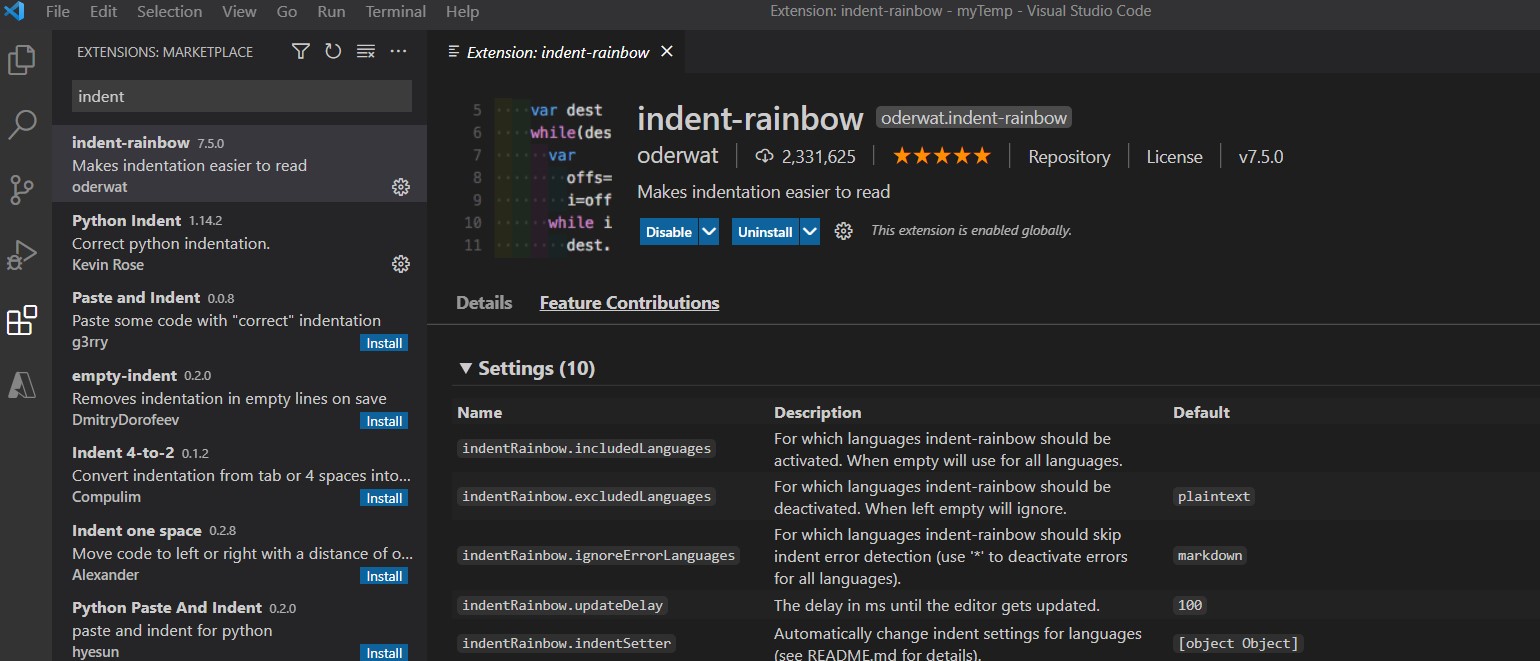 File Edit Selection View Go Run Terminal Help
Extension: indent-rainbow - myTemp - Visual Studio Code
EXTENSIONS: MARKETPLACE
indent
indent-rainbow 7.5.0
Makes indentation easier to read
oderwat
Python Indent 1.14.2
Correct python indentation.
Kevin Rose
Paste and Indent 0.0.8
Paste some code with "correct" indentation
g3rry
Install
empty-indent 0.2.0
Removes indentation in empty lines on save
DmitryDorofeev
Install
Indent 4-to-2 0.1.2
Convert indentation from tab or 4 spaces into...
Compulim
Install
Indent one space 0.2.8
Move code to left or right with a distance of o...
Alexander
Install
Python Paste And Indent 0.2.0
paste and indent for python
hyesun
Install
Extension: indent-rainbow
5 ····var dest
6 ····while(des
7 ······var
8 ········offs=
9 ········i=off
10 ······while i
11 ········dest.
indent-rainbow oderwat.indent-rainbow
oderwat 2,331,625 ★★★★★ Repository License v7.5.0
Makes indentation easier to read
Disable Uninstall This extension is enabled globally.
Details Feature Contributions
▼ Settings (10)
Name Description Default
indentRainbow.includedLanguages For which languages indent-rainbow should be
activated. When empty will use for all languages.
indentRainbow.excludedLanguages For which languages indent-rainbow should be
deactivated. When left empty will ignore. plaintext
For which languages indent-rainbow should skip
indentRainbow.ignoreErrorLanguages indent error detection (use '*' to deactivate errors markdown
for all languages).
indentRainbow.updateDelay The delay in ms until the editor gets updated. 100
indentRainbow.indentSetter Automatically change indent settings for languages [object Object]
(see README.md for details).